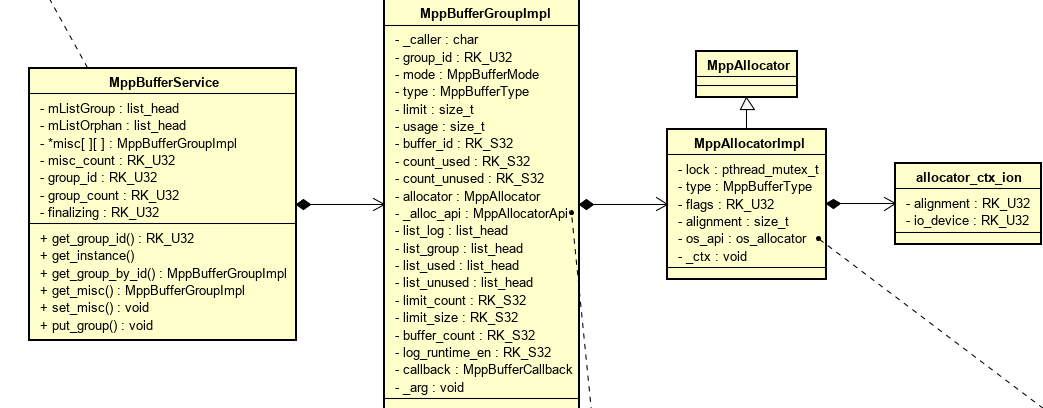 MppBufferService
- mListGroup : list_head
- mListOrphan : list_head
- *misc[ ][ ] : MppBufferGroupImpl
- misc_count : RK_U32
- group_id : RK_U32
- group_count : RK_U32
- finalizing : RK_U32
+ get_group_id() : RK_U32
+ get_instance()
+ get_group_by_id() : MppBufferGroupImpl
+ get_misc() : MppBufferGroupImpl
+ set_misc() : void
+ put_group() : void
MppBufferGroupImpl
- _caller : char
- group_id : RK_U32
- mode : MppBufferMode
- type : MppBufferType
- limit : size_t
- usage : size_t
- buffer_id : RK_S32
- count_used : RK_S32
- count_unused : RK_S32
- allocator : MppAllocator
- _alloc_api : MppAllocatorApi
- list_log : list_head
- list_group : list_head
- list_used : list_head
- list_unused : list_head
- limit_count : RK_S32
- limit_size : RK_S32
- buffer_count : RK_S32
- log_runtime_en : RK_S32
- callback : MppBufferCallback
- _arg : void
MppAllocator
MppAllocatorImpl
- lock : pthread_mutex_t
- type : MppBufferType
- flags : RK_U32
- alignment : size_t
- os_api : os_allocator
- _ctx : void
allocator_ctx_ion
- alignment : RK_U32
- io_device : RK_U32